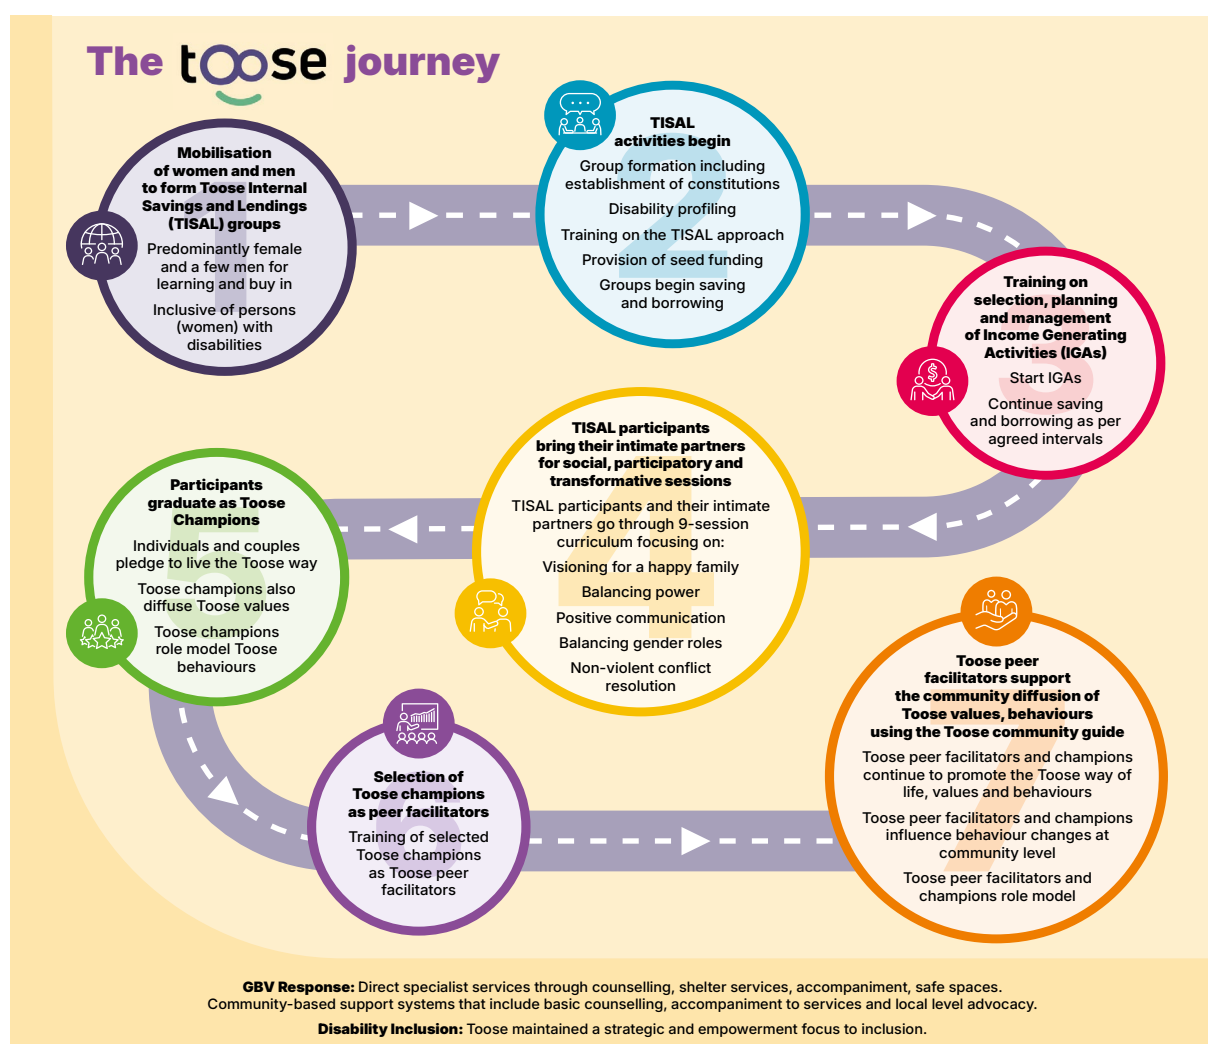 The toose journey
1
Mobilisation
of women and men
to form Toose Internal
Savings and Lendings
(TISAL) groups
Predominantly female
and a few men for
learning and buy in
Inclusive of persons
(women) with
disabilities
2
TISAL
activities begin
Group formation including
establishment of constitutions
Disability profiling
Training on the TISAL approach
Provision of seed funding
Groups begin saving
and borrowing
3
Training on
selection, planning
and management
of Income Generating
Activities (IGAs)
Start IGAs
Continue saving
and borrowing as per
agreed intervals
$
4
TISAL participants
bring their intimate partners
for social, participatory and
transformative sessions
TISAL participants and their intimate
partners go through 9-session
curriculum focusing on:
Visioning for a happy family
Balancing power
Positive communication
Balancing gender roles
Non-violent conflict
resolution
5
Participants
graduate as Toose
Champions
Individuals and couples
pledge to live the Toose way
Toose champions also
diffuse Toose values
Toose champions
role model Toose
behaviours
6
Selection of
Toose champions
as peer facilitators
Training of selected
Toose champions
as Toose peer
facilitators
7
Toose peer
facilitators support
the community diffusion of
Toose values, behaviours
using the Toose community guide
Toose peer facilitators and champions
continue to promote the Toose way of
life, values and behaviours
Toose peer facilitators and champions
influence behaviour changes at
community level
Toose peer facilitators and
champions role model
GBV Response: Direct specialist services through counselling, shelter services, accompaniment, safe spaces.
Community-based support systems that include basic counselling, accompaniment to services and local level advocacy.
Disability Inclusion: Toose maintained a strategic and empowerment focus to inclusion.